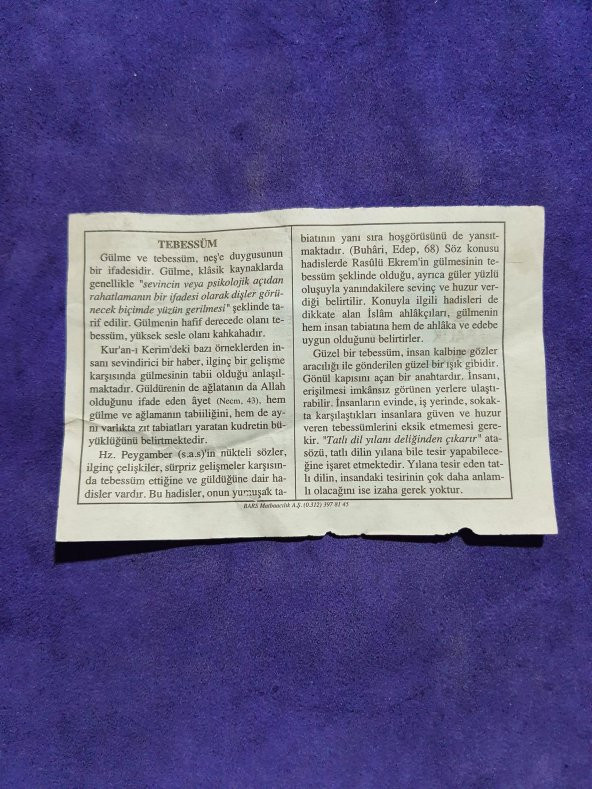 TEBESSÜM
Gülme ve tebessüm, neş'e duygusunun
bir ifadesidir. Gülme, klâsik kaynaklarda
genellikle "sevincin veya psikolojik açıdan
rahatlamanın bir ifadesi olarak dişler görü-
necek biçimde yüzün gerilmesi" şeklinde ta-
rif edilir. Gülmenin hafif derecede olanı te-
bessüm, yüksek sesle olanı kahkahadır.
Kur'an-ı Kerim'deki bazı örneklerden in-
sanı sevindirici bir haber, ilginç bir gelişme
karşısında gülmesinin tabii olduğu anlaşıl-
maktadır. Güldürenin de ağlatanın da Allah
olduğunu ifade eden âyet (Necm, 43), hem
gülme ve ağlamanın tabiiliğini, hem de ay-
nı varlıkta zıt tabiatları yaratan kudretin bü-
yüklüğünü belirtmektedir.
Hz. Peygamber (s.a.s)'in nükteli sözler,
ilginç çelişkiler, sürpriz gelişmeler karşısın-
da tebessüm ettiğine ve güldüğüne dair ha-
disler vardır. Bu hadisler, onun yumuşak ta-
biatının yanı sıra hoşgörüsünü de yansıt-
maktadır. (Buhâri, Edep, 68) Söz konusu
hadislerde Rasûlü Ekrem'in gülmesinin te-
bessüm şeklinde olduğu, ayrıca güler yüzlü
oluşuyla yanındakilere sevinç ve huzur ver-
diği belirtilir. Konuyla ilgili hadisleri de
dikkate alan İslâm ahlâkçıları, gülmenin
hem insan tabiatına hem de ahlâka ve edebe
uygun olduğunu belirtirler.
Güzel bir tebessüm, insan kalbine gözler
aracılığı ile gönderilen güzel bir ışık gibidir.
Gönül kapısını açan bir anahtardır. İnsanı,
erişilmesi imkânsız görünen yerlere ulaştı-
rabilir. İnsanların evinde, iş yerinde, sokak-
ta karşılaştıkları insanlara güven ve huzur
veren tebessümlerini eksik etmemesi gere-
kir. "Tatlı dil yılanı deliğinden çıkarır" ata-
sözü, tatlı dilin yılana bile tesir yapabilece-
ğine işaret etmektedir. Yılana tesir eden tat-
lı dilin, insandaki tesirinin çok daha anlam-
lı olacağını ise izaha gerek yoktur.
BARS Matbaacılık A.Ş. (0.312) 397 81 45